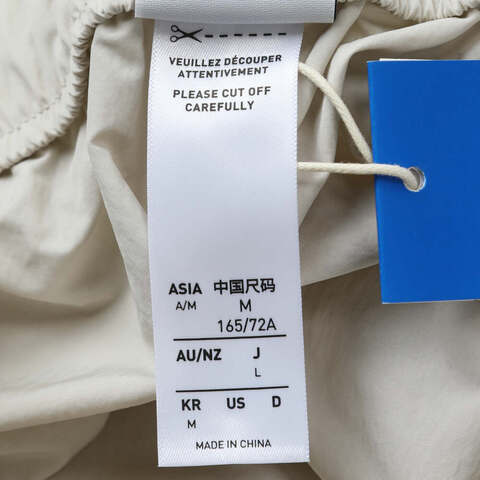 VEUILLEZ DÉCOUPER
ATTENTIVEMENT
PLEASE CUT OFF
CAREFULLY
ASIA 中国尺码
A/M M
165/72A
AU/NZ J
L
KR US D
M
MADE IN CHINA